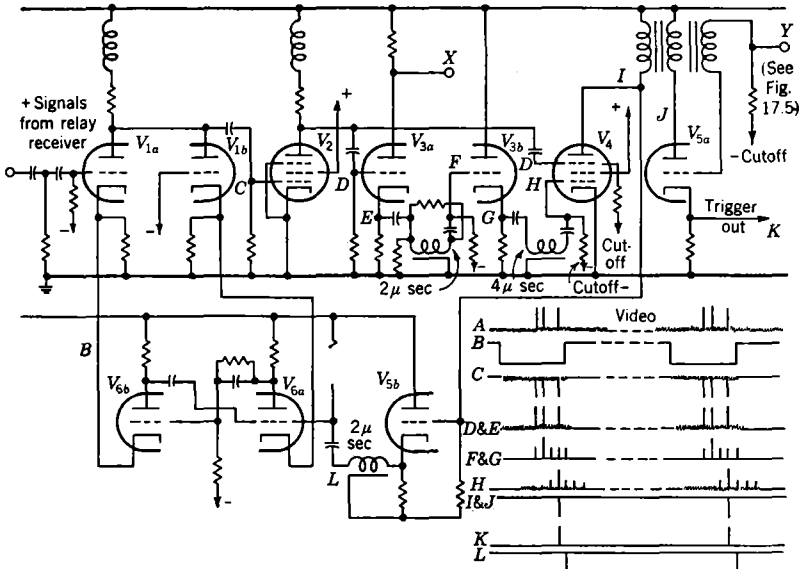 X
I
Y
(See
Fig.
17.5)
+
+
J
+ Signals
from relay
receiver
V1a
V1b
V2
V3a
V3b
V4
V5a
-Cutoff
C
D
F
D
H
E
G
Trigger
out
K
-
-
-
-
2μ sec
4μ sec
Cut-
off
Cutoff-
B
V6b
V6a
V5b
2μ
sec
L
-
Video
A
B
C
D&E
F&G
H
I&J
K
L